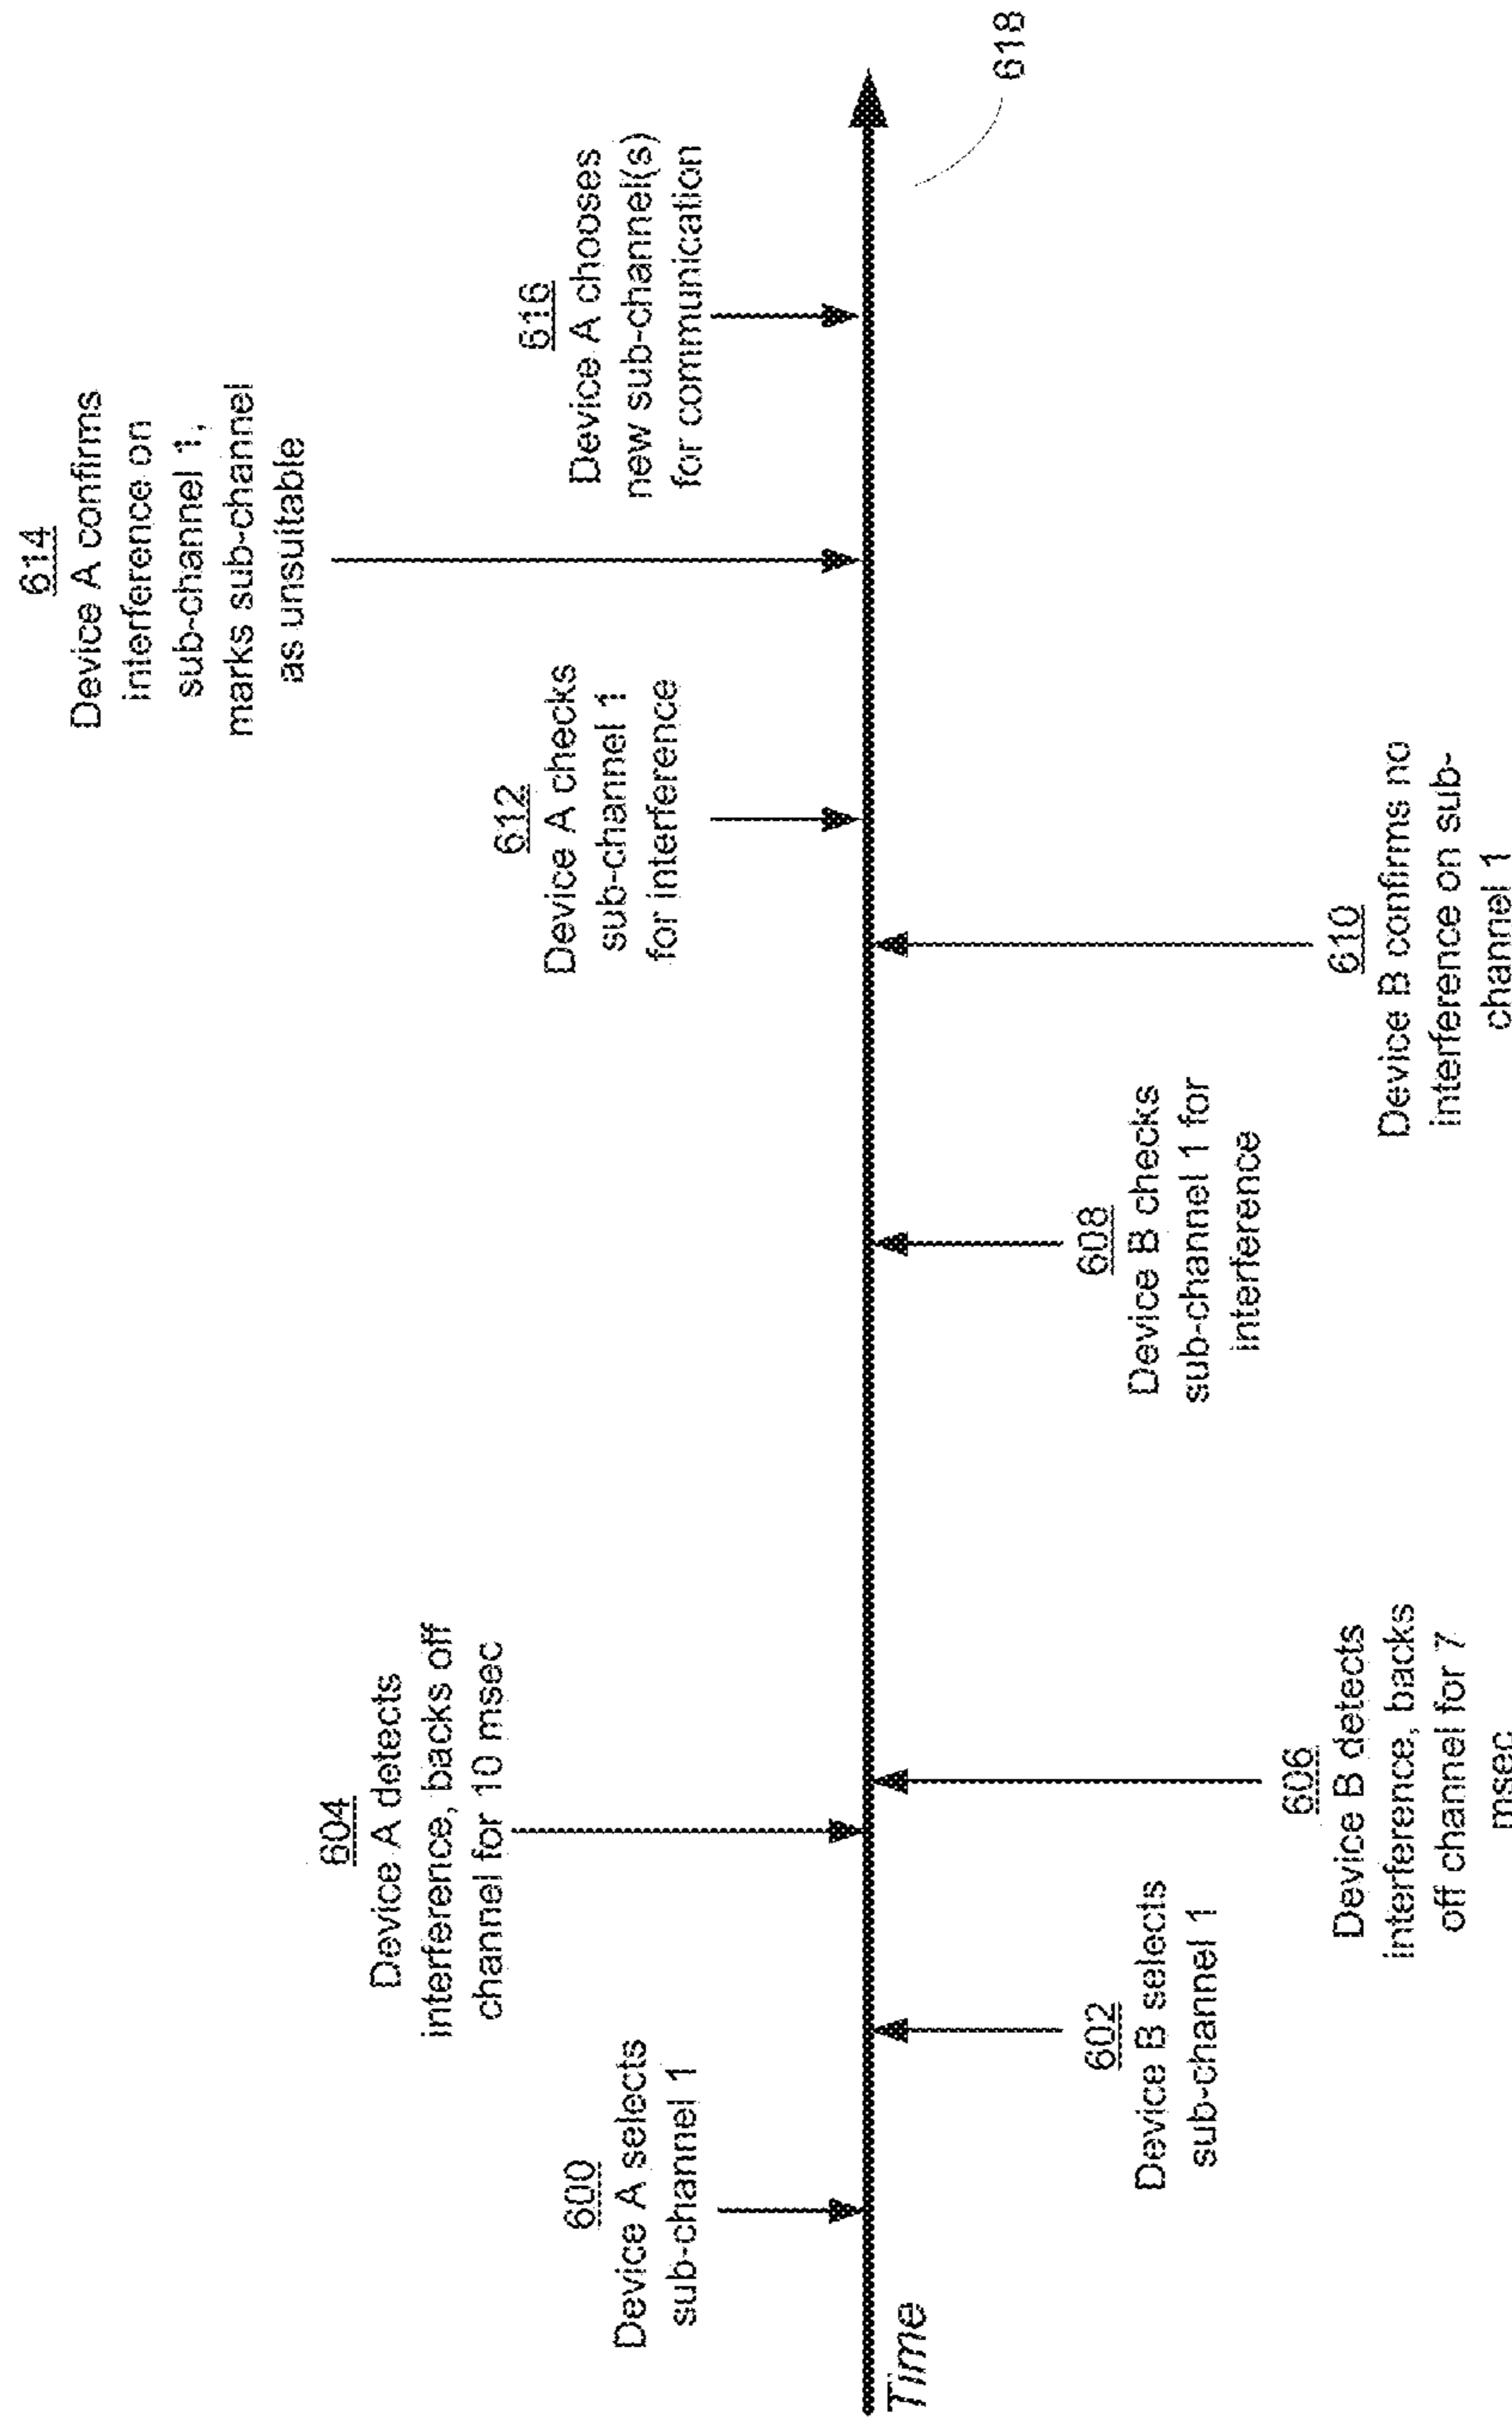 600
Device A selects
sub-channel 1
602
Device B selects
sub-channel 1
604
Device A detects
interference, backs off
channel for 10 msec
606
Device B detects
interference, backs
off channel for 7
msec
608
Device B checks
sub-channel 1 for
interference
610
Device B confirms no
interference on sub-
channel 1
612
Device A checks
sub-channel 1
for interference
614
Device A confirms
interference on
sub-channel 1,
marks sub-channel
as unsuitable
616
Device A chooses
new sub-channel(s)
for communication
Time
618